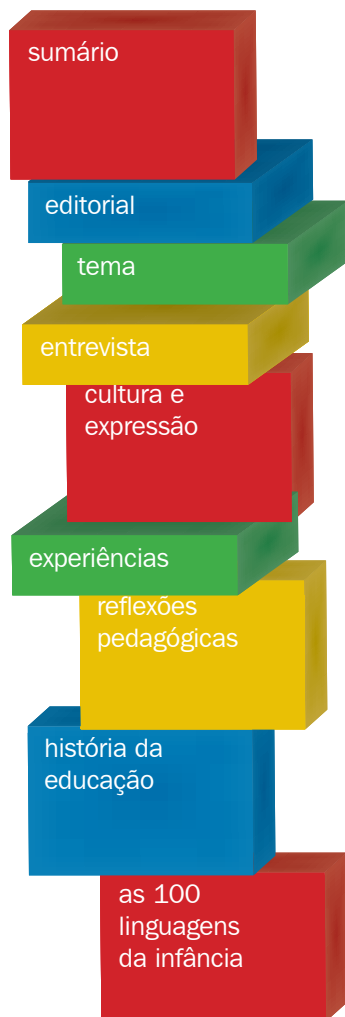 sumário
editorial
tema
entrevista
cultura e
expressão
experiências
reflexões
pedagógicas
história da
educação
as 100
linguagens
da infância